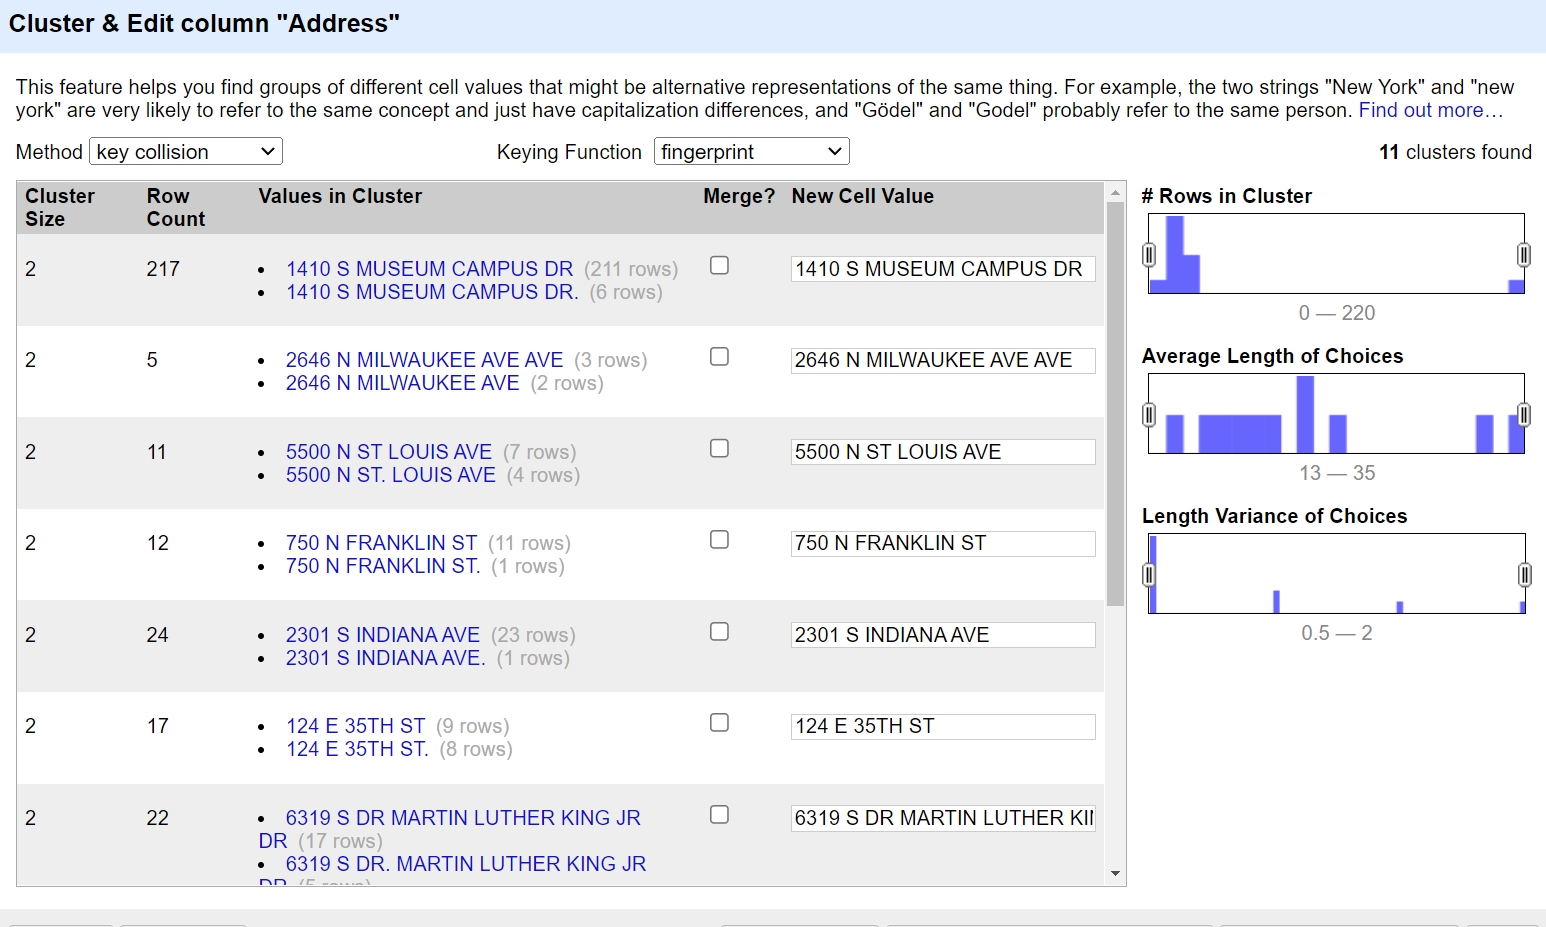 Cluster & Edit column "Address"
This feature helps you find groups of different cell values that might be alternative representations of the same thing. For example, the two strings "New York" and "new
york" are very likely to refer to the same concept and just have capitalization differences, and "Gödel" and "Godel" probably refer to the same person. Find out more…
Method key collision Keying Function fingerprint 11 clusters found
Cluster Size Row Count Values in Cluster Merge? New Cell Value
2 217 • 1410 S MUSEUM CAMPUS DR (211 rows) 1410 S MUSEUM CAMPUS DR
• 1410 S MUSEUM CAMPUS DR. (6 rows)
2 5 • 2646 N MILWAUKEE AVE AVE (3 rows) 2646 N MILWAUKEE AVE AVE
• 2646 N MILWAUKEE AVE (2 rows)
2 11 • 5500 N ST LOUIS AVE (7 rows) 5500 N ST LOUIS AVE
• 5500 N ST. LOUIS AVE (4 rows)
2 12 • 750 N FRANKLIN ST (11 rows) 750 N FRANKLIN ST
• 750 N FRANKLIN ST. (1 rows)
2 24 • 2301 S INDIANA AVE (23 rows) 2301 S INDIANA AVE
• 2301 S INDIANA AVE. (1 rows)
2 17 • 124 E 35TH ST (9 rows) 124 E 35TH ST
• 124 E 35TH ST. (8 rows)
2 22 • 6319 S DR MARTIN LUTHER KING JR 6319 S DR MARTIN LUTHER
DR (17 rows)
• 6319 S DR. MARTIN LUTHER KING JR
# Rows in Cluster
0 — 220
Average Length of Choices
13 — 35
Length Variance of Choices
0.5 — 2